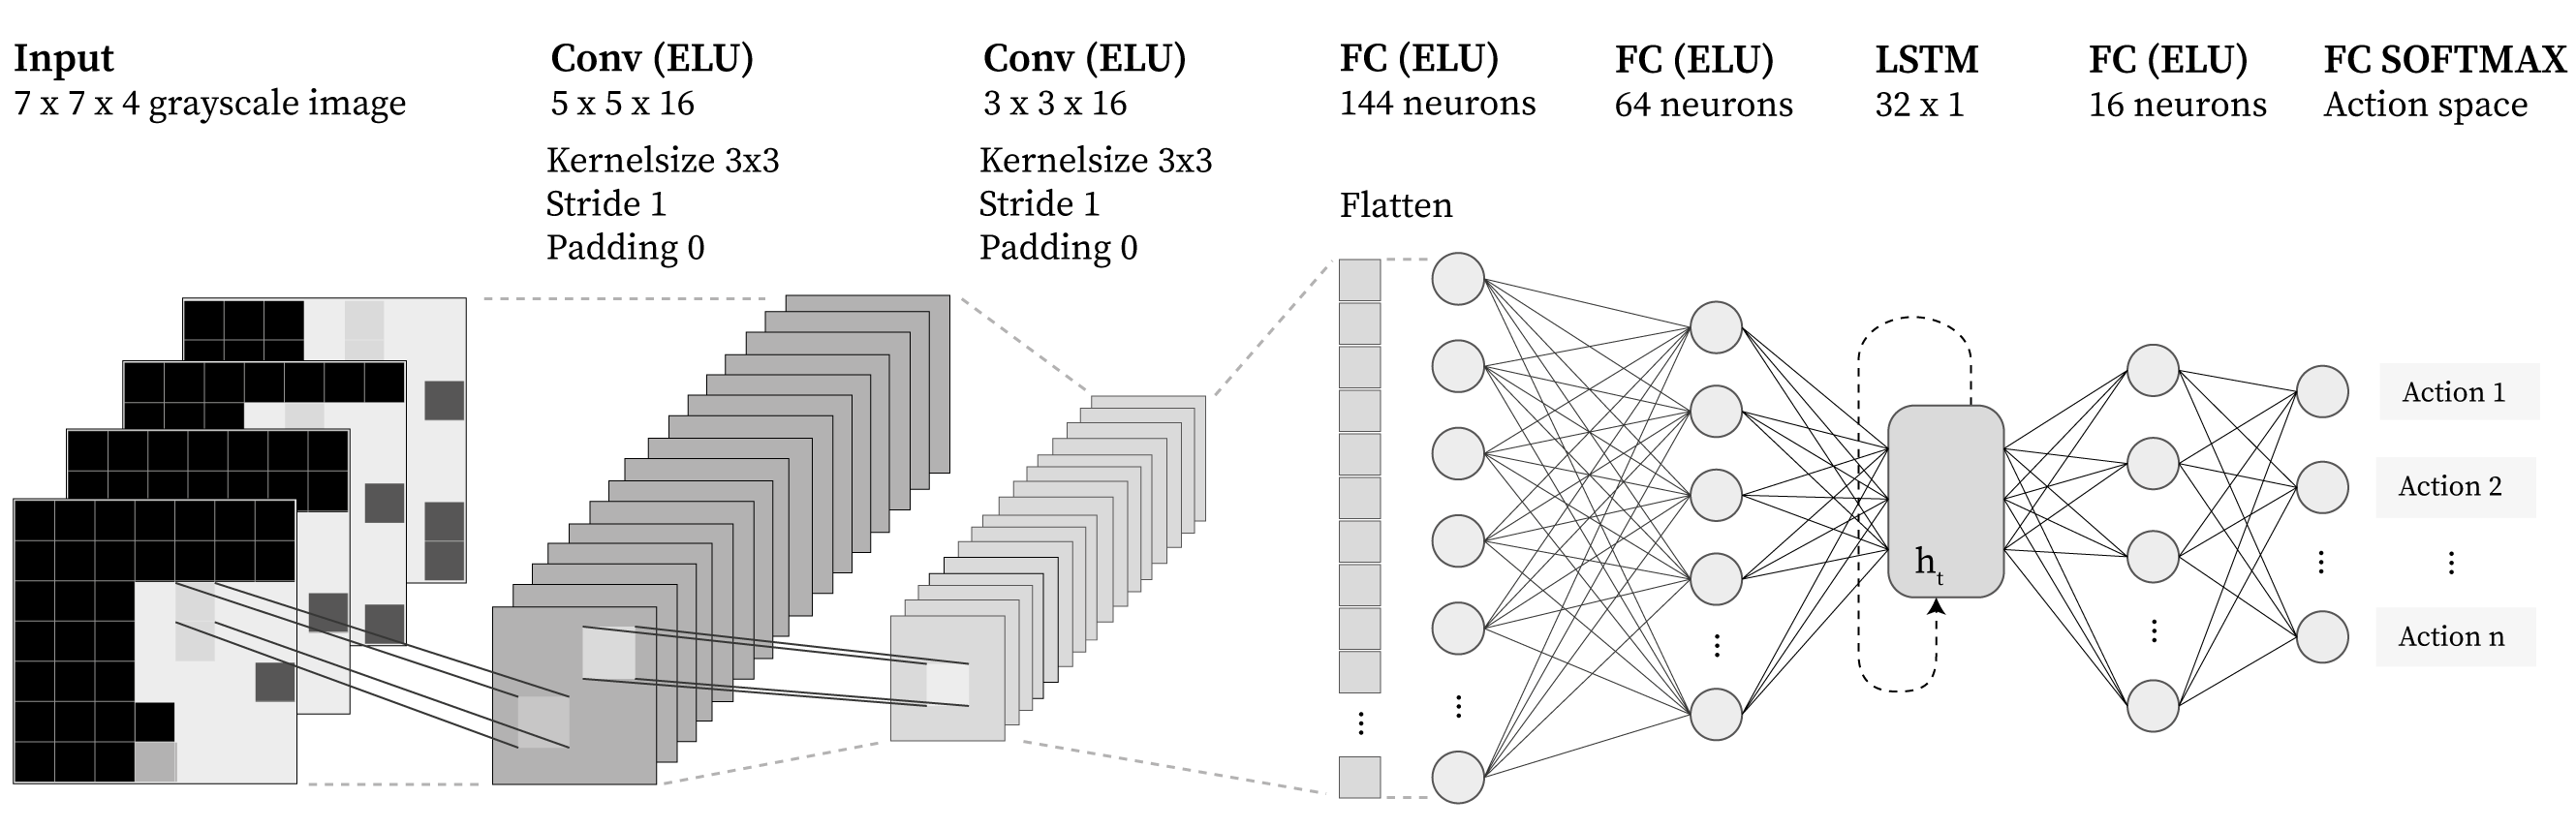 Input
7 x 7 x 4 grayscale image
Conv (ELU)
5 x 5 x 16
Kernelsize 3x3
Stride 1
Padding 0
Conv (ELU)
3 x 3 x 16
Kernelsize 3x3
Stride 1
Padding 0
FC (ELU)
144 neurons
Flatten
FC (ELU)
64 neurons
LSTM
32 x 1
h_t
FC (ELU)
16 neurons
FC SOFTMAX
Action space
Action 1
Action 2
Action n